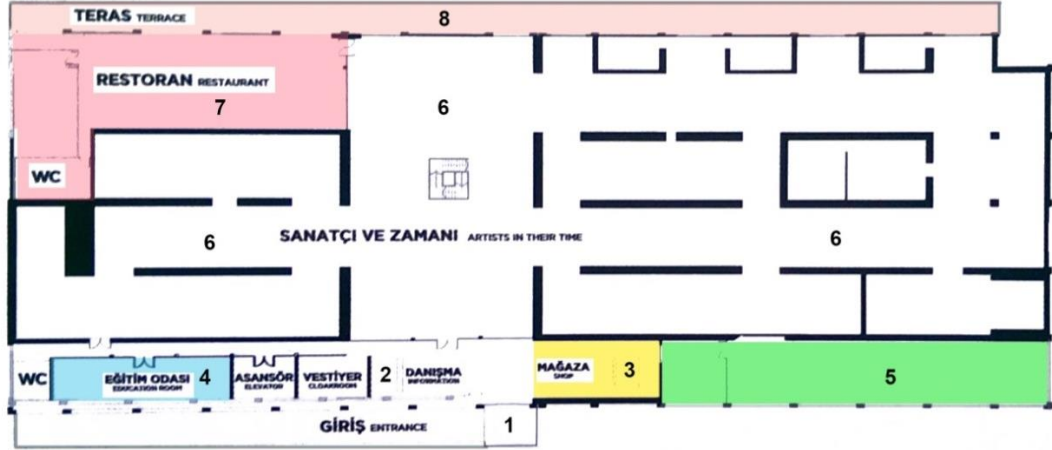 TERAS TERRACE
8
RESTORAN RESTAURANT
7
6
WC
6
SANATÇI VE ZAMANI ARTISTS IN THEIR TIME
6
WC
EĞİTİM ODASI
EDUCATION ROOM
4
ASANSÖR
ELEVATOR
VESTİYER
CLOAKROOM
2
DANIŞMA
INFORMATION
MAĞAZA
SHOP
3
5
GİRİŞ ENTRANCE
1